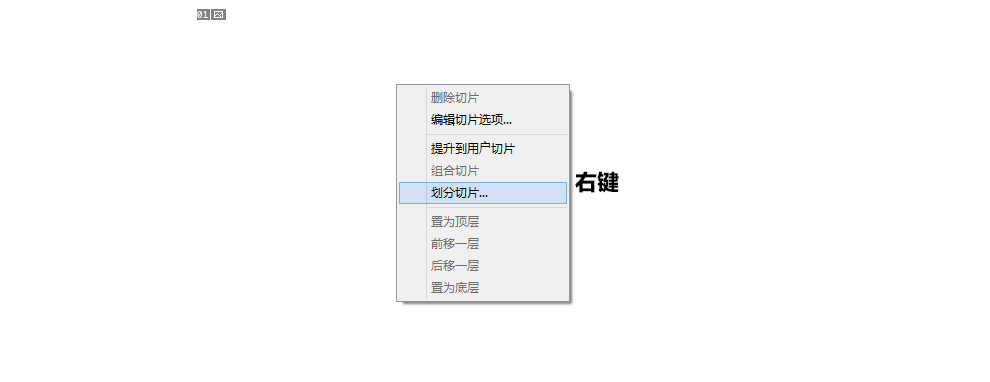 01
删除切片
编辑切片选项...
提升到用户切片
组合切片
划分切片...
右键
置为顶层
前移一层
后移一层
置为底层